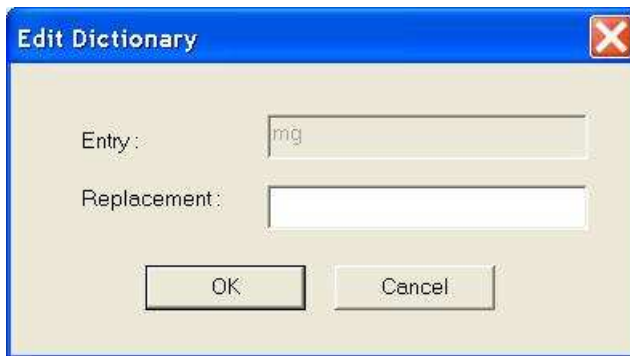 Edit Dictionary
Entry :
mg
Replacement :
OK
Cancel